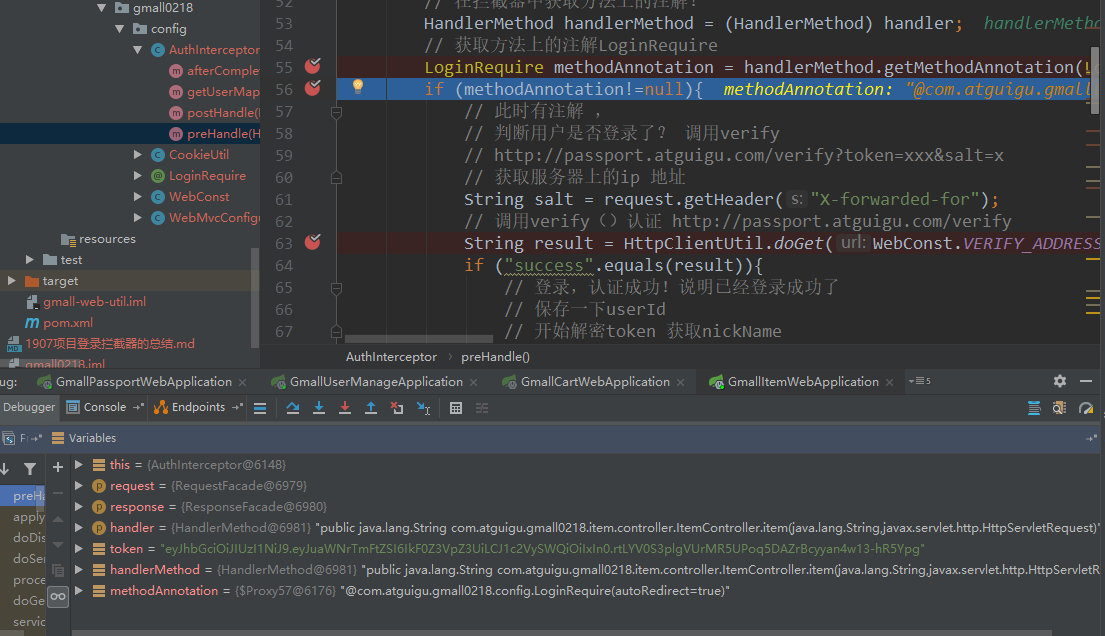 gmall0218
config
AuthInterceptor
afterComple
getUserMap
postHandle(
preHandle(H
CookieUtil
LoginRequire
WebConst
WebMvcConfigu
resources
test
target
gmall-web-util.iml
pom.xml
1907项目登录拦截器的总结.md
gmall0218.iml
52 // 在拦截器中获取方法上的注解!
53 HandlerMethod handlerMethod = (HandlerMethod) handler; handlerMetho
54 // 获取方法上的注解LoginRequire
55 LoginRequire methodAnnotation = handlerMethod.getMethodAnnotation(Lo
56 if (methodAnnotation!=null){ methodAnnotation: "@com.atguigu.gmall
57 // 此时有注解 ,
58 // 判断用户是否登录了? 调用verify
59 // http://passport.atguigu.com/verify?token=xxx&salt=x
60 // 获取服务器上的ip 地址
61 String salt = request.getHeader( s: "X-forwarded-for");
62 // 调用verify（）认证 http://passport.atguigu.com/verify
63 String result = HttpClientUtil.doGet( url: WebConst.VERIFY_ADDRESS
64 if ("success".equals(result)){
65 // 登录,认证成功！说明已经登录成功了
66 // 保存一下userId
67 // 开始解密token 获取nickName
AuthInterceptor › preHandle()
ug: GmallPassportWebApplication × GmallUserManageApplication × GmallCartWebApplication × GmallItemWebApplication × 5
Debugger Console Endpoints
F Variables
this = {AuthInterceptor@6148}
request = {RequestFacade@6979}
response = {ResponseFacade@6980}
handler = {HandlerMethod@6981} "public java.lang.String com.atguigu.gmall0218.item.controller.ItemController.item(java.lang.String,javax.servlet.http.HttpServletRequest)"
token = "eyJhbGciOiJIUzI1NiJ9.eyJuaWNrTmFtZSI6IkF0Z3VpZ3UiLCJ1c2VySWQiOiIxIn0.rtLYV0S3plgVUrMR5UPoq5DAZrBcyyan4w13-hR5Ypg"
handlerMethod = {HandlerMethod@6981} "public java.lang.String com.atguigu.gmall0218.item.controller.ItemController.item(java.lang.String,javax.servlet.http.HttpServletR
methodAnnotation = {$Proxy57@6176} "@com.atguigu.gmall0218.config.LoginRequire(autoRedirect=true)"
preHa
apply
doDis
doSer
proce
doGe
servic